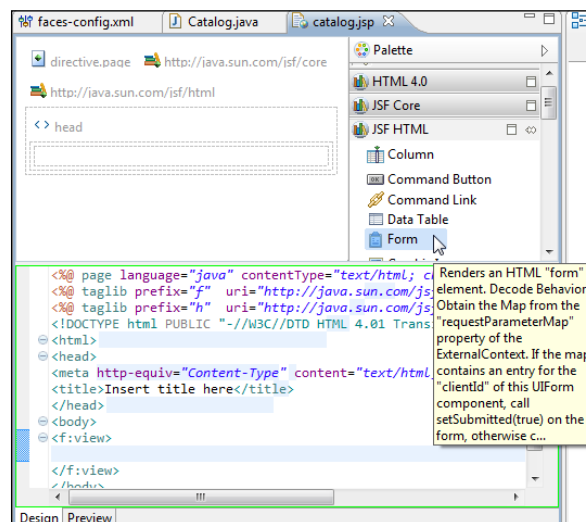 faces-config.xml
Catalog.java
catalog.jsp
directive.page http://java.sun.com/jsf/core
http://java.sun.com/jsf/html
<> head
Palette
HTML 4.0
JSF Core
JSF HTML
Column
Command Button
Command Link
Data Table
Form
<%@ page language="java" contentType="text/html;
<%@ taglib prefix="f" uri="http://java.sun.com/js
<%@ taglib prefix="h" uri="http://java.sun.com/js
<!DOCTYPE html PUBLIC "-//W3C//DTD HTML 4.01 Transi
<html>
<head>
<meta http-equiv="Content-Type" content="text/html
<title>Insert title here</title>
</head>
<body>
<f:view>
</f:view>
</body>
Renders an HTML "form"
element. Decode Behavior
Obtain the Map from the
"requestParameterMap"
property of the
ExternalContext. If the map
contains an entry for the
"clientId" of this UIForm
component, call
setSubmitted(true) on the
form, otherwise c...
Design Preview